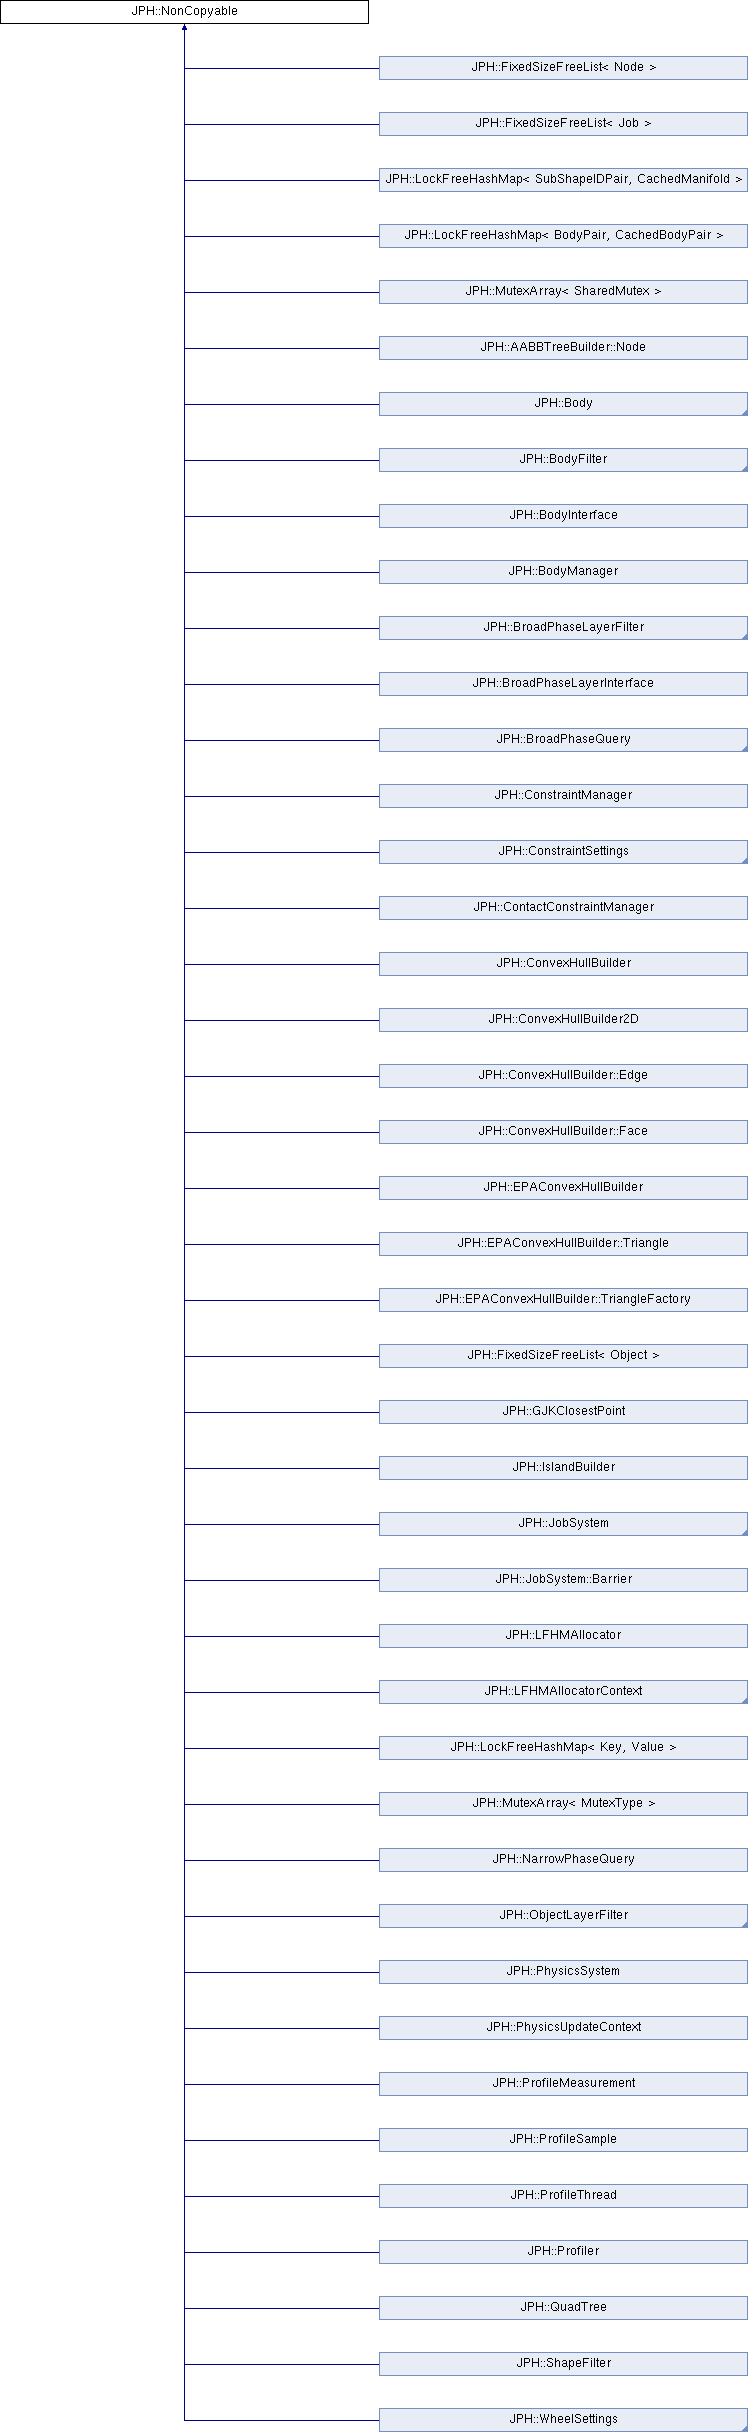 JPH::NonCopyable
JPH::FixedSizeFreeList< Node >
JPH::FixedSizeFreeList< Job >
JPH::LockFreeHashMap< SubShapeIDPair, CachedManifold >
JPH::LockFreeHashMap< BodyPair, CachedBodyPair >
JPH::MutexArray< SharedMutex >
JPH::AABBTreeBuilder::Node
JPH::Body
JPH::BodyFilter
JPH::BodyInterface
JPH::BodyManager
JPH::BroadPhaseLayerFilter
JPH::BroadPhaseLayerInterface
JPH::BroadPhaseQuery
JPH::ConstraintManager
JPH::ConstraintSettings
JPH::ContactConstraintManager
JPH::ConvexHullBuilder
JPH::ConvexHullBuilder2D
JPH::ConvexHullBuilder::Edge
JPH::ConvexHullBuilder::Face
JPH::EPAConvexHullBuilder
JPH::EPAConvexHullBuilder::Triangle
JPH::EPAConvexHullBuilder::TriangleFactory
JPH::FixedSizeFreeList< Object >
JPH::GJKClosestPoint
JPH::IslandBuilder
JPH::JobSystem
JPH::JobSystem::Barrier
JPH::LFHMAllocator
JPH::LFHMAllocatorContext
JPH::LockFreeHashMap< Key, Value >
JPH::MutexArray< MutexType >
JPH::NarrowPhaseQuery
JPH::ObjectLayerFilter
JPH::PhysicsSystem
JPH::PhysicsUpdateContext
JPH::ProfileMeasurement
JPH::ProfileSample
JPH::ProfileThread
JPH::Profiler
JPH::QuadTree
JPH::ShapeFilter
JPH::WheelSettings